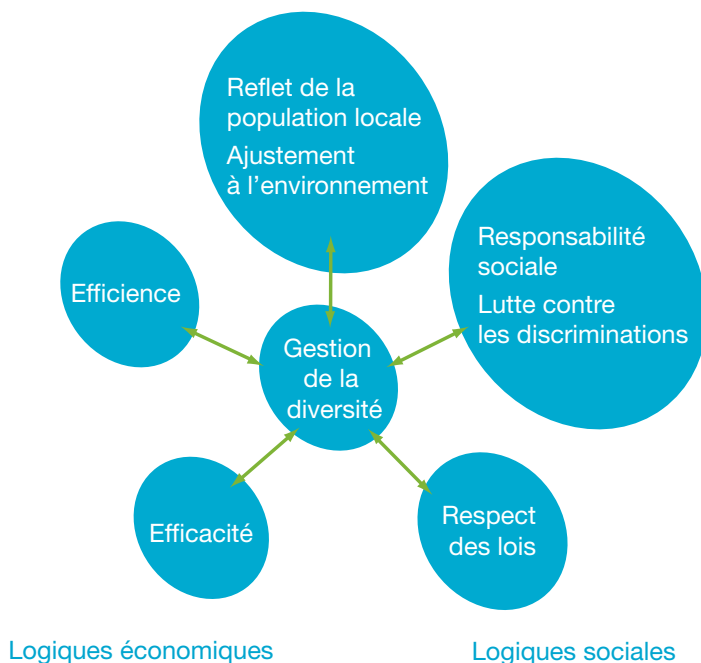 Reflet de la
population locale
Ajustement
à l’environnement
Responsabilité
sociale
Lutte contre
les discriminations
Efficience
Gestion
de la
diversité
Efficacité
Respect
des lois
Logiques économiques
Logiques sociales